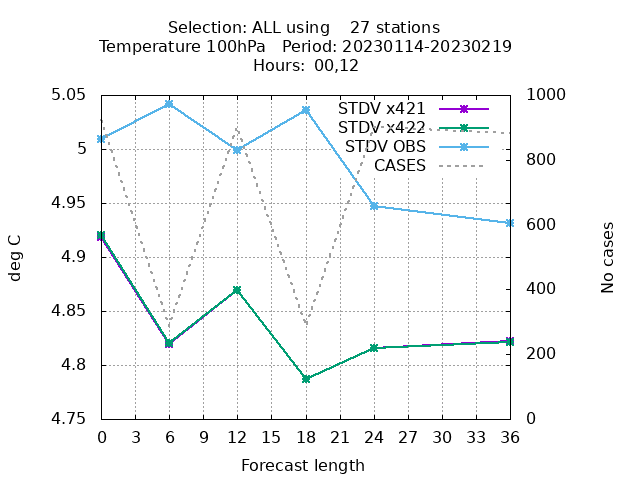 Selection: ALL using    27 stations
Temperature 100hPa   Period: 20230114-20230219
Hours:  00,12
5.05
5
4.95
4.9
4.85
4.8
4.75
deg C
STDV x421
STDV x422
STDV OBS
CASES
1000
800
600
400
200
0
No cases
0 3 6 9 12 15 18 21 24 27 30 33 36
Forecast length